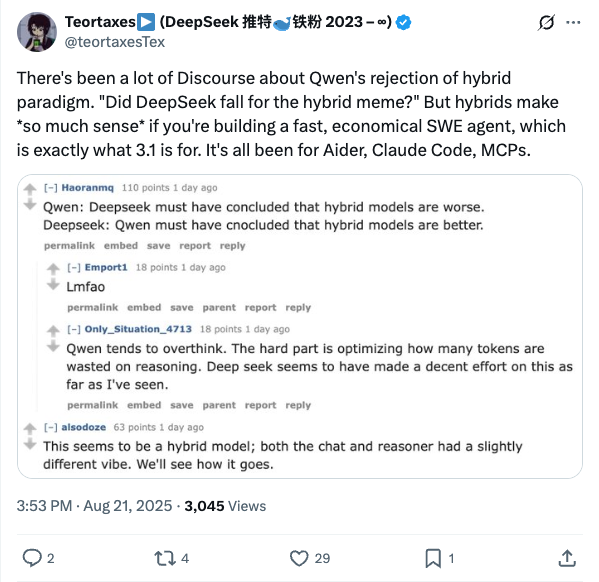 Teortaxes▶️ (DeepSeek 推特🐋铁粉 2023 – ∞)
@teortaxesTex
There's been a lot of Discourse about Qwen's rejection of hybrid
paradigm. "Did DeepSeek fall for the hybrid meme?" But hybrids make
*so much sense* if you're building a fast, economical SWE agent, which
is exactly what 3.1 is for. It's all been for Aider, Claude Code, MCPs.
[–] Haoranmq 110 points 1 day ago
Qwen: Deepseek must have concluded that hybrid models are worse.
Deepseek: Qwen must have cnocluded that hybrid models are better.
permalink embed save report reply
[–] Emport1 18 points 1 day ago
Lmfao
permalink embed save parent report reply
[–] Only_Situation_4713 18 points 1 day ago
Qwen tends to overthink. The hard part is optimizing how many tokens are
wasted on reasoning. Deep seek seems to have made a decent effort on this as
far as I've seen.
permalink embed save parent report reply
[–] alsodoze 63 points 1 day ago
This seems to be a hybrid model; both the chat and reasoner had a slightly
different vibe. We'll see how it goes.
3:53 PM · Aug 21, 2025 · 3,045 Views
2 4 29 1